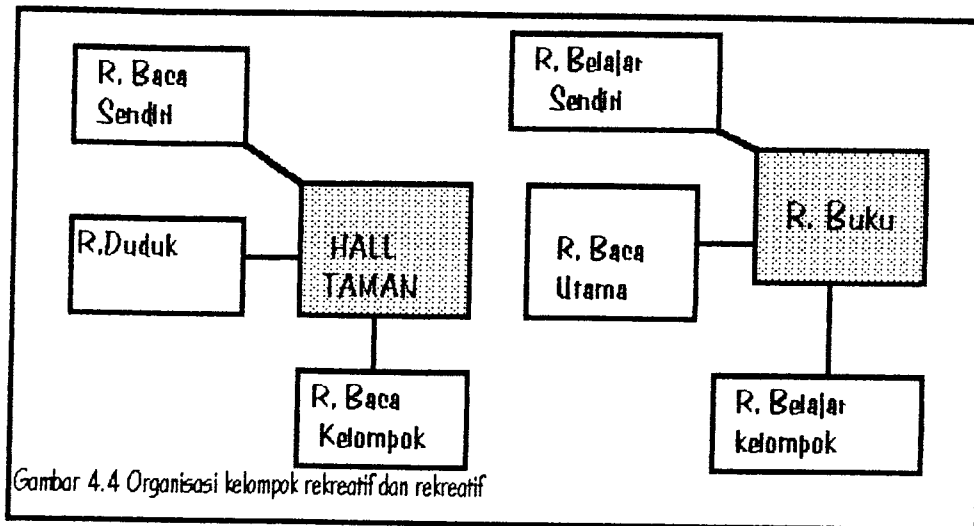 R. Baca
Sendiri
R.Duduk
HALL
TAMAN
R. Baca
Kelompok
R. Belajar
Sendiri
R. Baca
Utama
R. Buku
R. Belajar
kelompok
Gambar 4.4 Organisasi kelompok rekreatif dan rekreatif